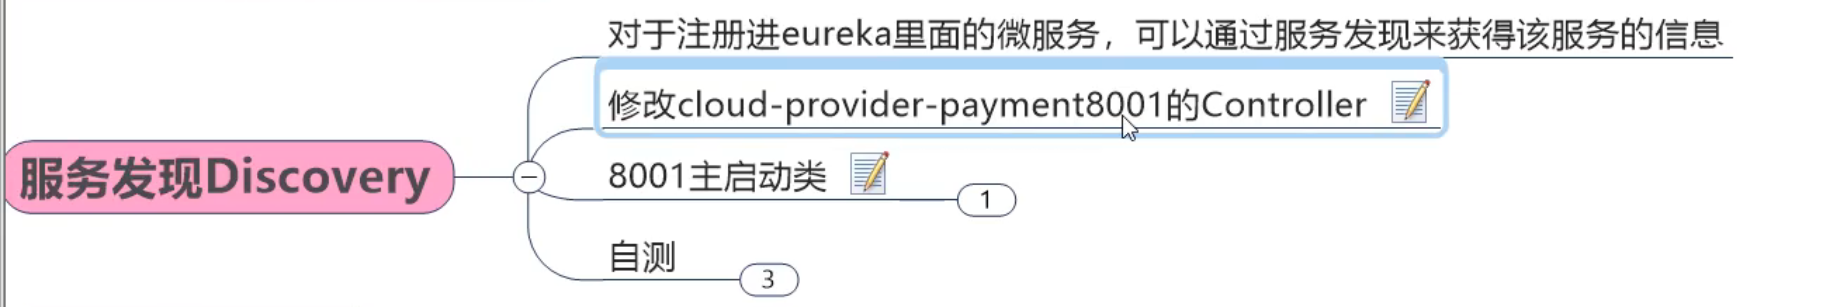 对于注册进eureka里面的微服务，可以通过服务发现来获得该服务的信息
修改cloud-provider-payment8001的Controller
服务发现Discovery
8001主启动类
1
自测
3